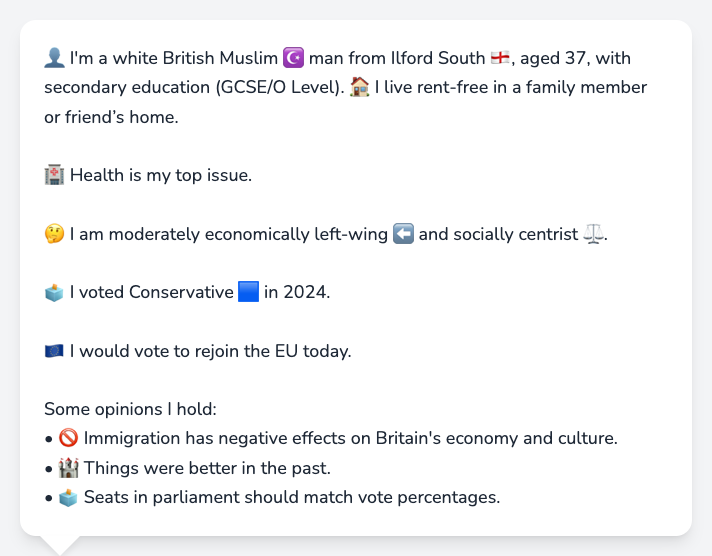 👤 I'm a white British Muslim ☪️ man from Ilford South 🏴󠁧󠁢󠁥󠁮󠁧󠁿, aged 37, with
secondary education (GCSE/O Level). 🏠 I live rent-free in a family member
or friend’s home.
🏥 Health is my top issue.
🤔 I am moderately economically left-wing ⬅️ and socially centrist ⚖️.
🗳️ I voted Conservative 🟦 in 2024.
🇪🇺 I would vote to rejoin the EU today.
Some opinions I hold:
• 🚫 Immigration has negative effects on Britain's economy and culture.
• 🏰 Things were better in the past.
• 🗳️ Seats in parliament should match vote percentages.